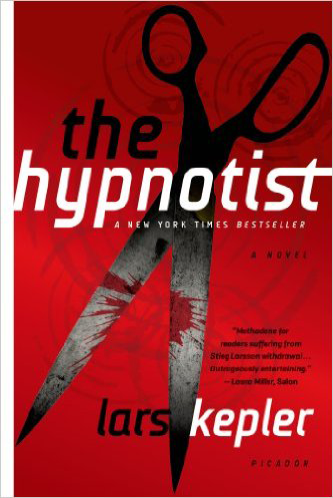 the
hypnotist
A NEW YORK TIMES BESTSELLER
A NOVEL
"Methadone for
readers suffering from
Stieg Larsson withdrawal...
Outrageously entertaining."
—Laura Miller, Salon
lars kepler
PICADOR